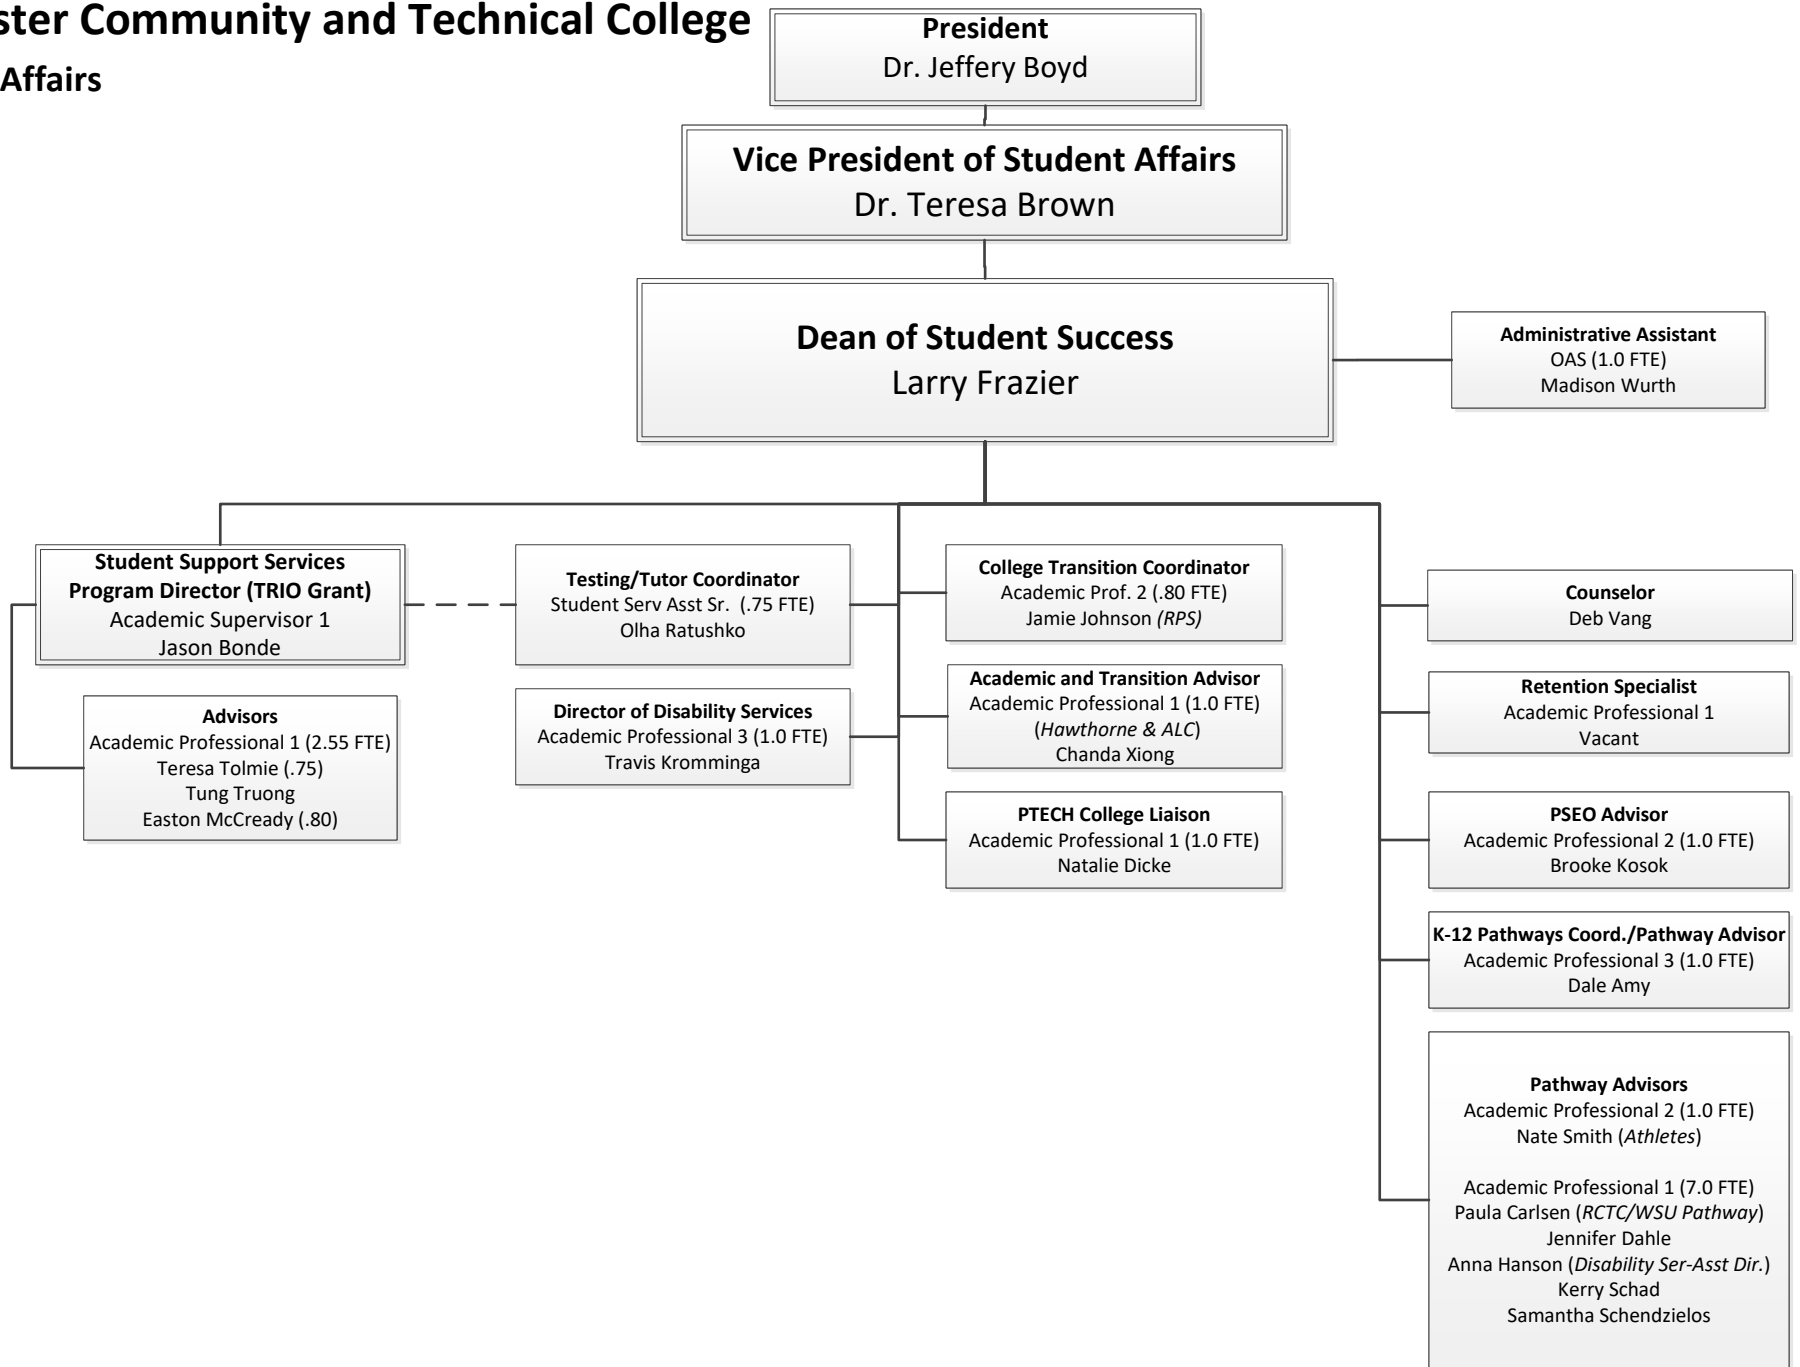 ster Community and Technical College
Affairs
President
Dr. Jeffery Boyd
Vice President of Student Affairs
Dr. Teresa Brown
Dean of Student Success
Larry Frazier
Administrative Assistant
OAS (1.0 FTE)
Madison Wurth
Student Support Services
Program Director (TRIO Grant)
Academic Supervisor 1
Jason Bonde
Advisors
Academic Professional 1 (2.55 FTE)
Teresa Tolmie (.75)
Tung Truong
Easton McCready (.80)
Testing/Tutor Coordinator
Student Serv Asst Sr.  (.75 FTE)
Olha Ratushko
Director of Disability Services
Academic Professional 3 (1.0 FTE)
Travis Kromminga
College Transition Coordinator
Academic Prof. 2 (.80 FTE)
Jamie Johnson (RPS)
Academic and Transition Advisor
Academic Professional 1 (1.0 FTE)
(Hawthorne & ALC)
Chanda Xiong
PTECH College Liaison
Academic Professional 1 (1.0 FTE)
Natalie Dicke
Counselor
Deb Vang
Retention Specialist
Academic Professional 1
Vacant
PSEO Advisor
Academic Professional 2 (1.0 FTE)
Brooke Kosok
K-12 Pathways Coord./Pathway Advisor
Academic Professional 3 (1.0 FTE)
Dale Amy
Pathway Advisors
Academic Professional 2 (1.0 FTE)
Nate Smith (Athletes)
Academic Professional 1 (7.0 FTE)
Paula Carlsen (RCTC/WSU Pathway)
Jennifer Dahle
Anna Hanson (Disability Ser-Asst Dir.)
Kerry Schad
Samantha Schendzielos